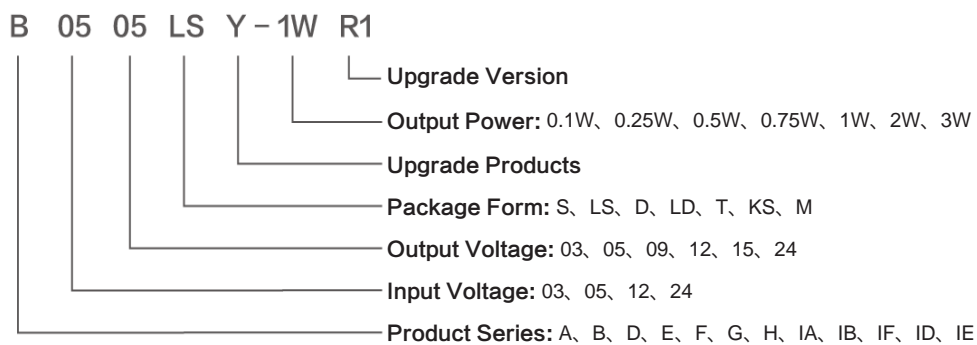 B 05 05 LS Y - 1W R1
Upgrade Version
Output Power: 0.1W、0.25W、0.5W、0.75W、1W、2W、3W
Upgrade Products
Package Form: S、LS、D、LD、T、KS、M
Output Voltage: 03、05、09、12、15、24
Input Voltage: 03、05、12、24
Product Series: A、B、D、E、F、G、H、IA、IB、IF、ID、IE